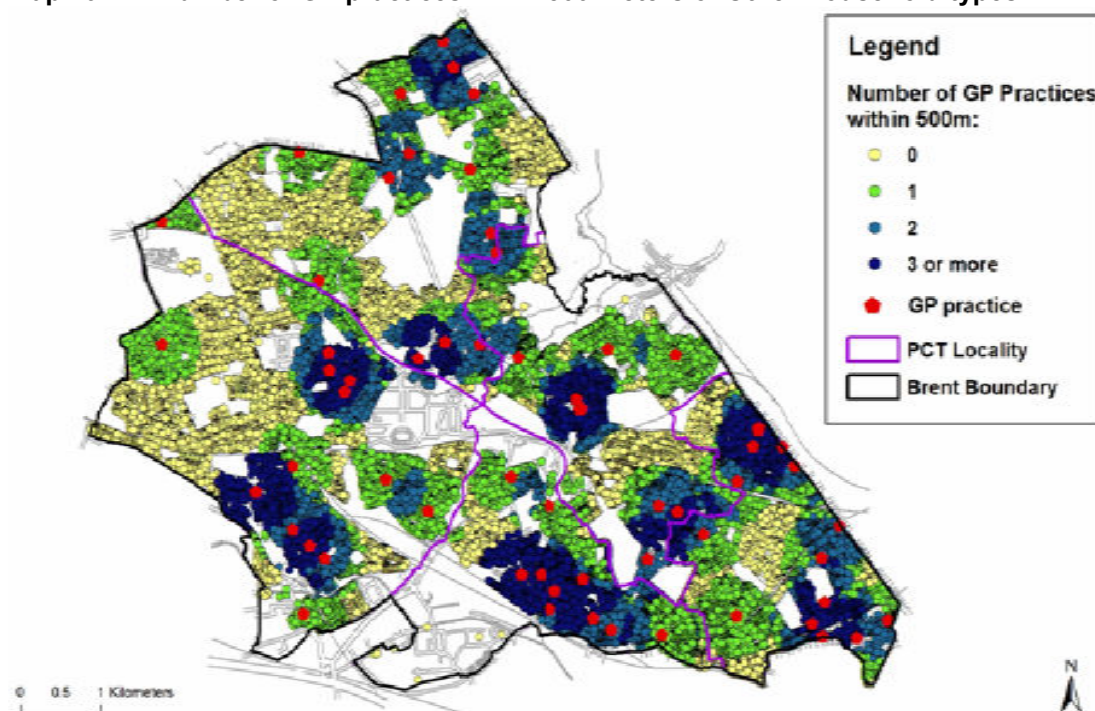 Legend
Number of GP Practices
within 500m:
0
1
2
3 or more
GP practice
PCT Locality
Brent Boundary
N
0 0.5 1 Kilometers